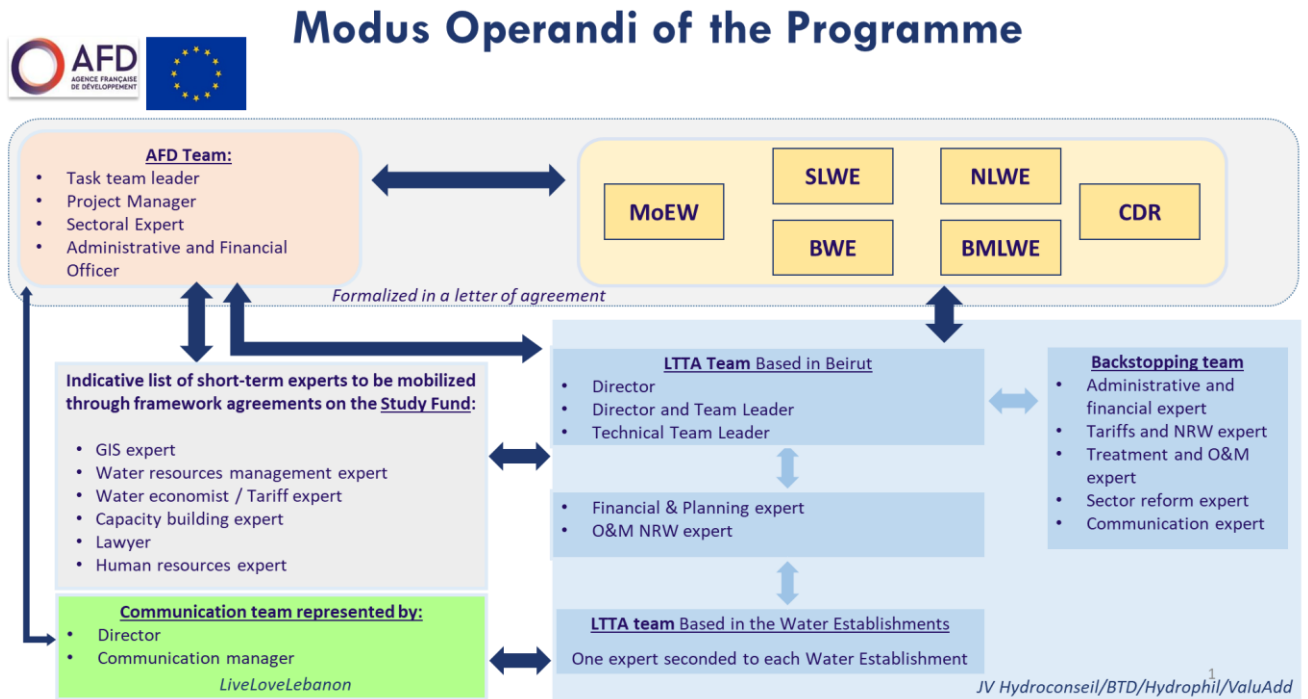 Modus Operandi of the Programme
AFD
AGENCE FRANÇAISE
DE DÉVELOPPEMENT
AFD Team:
• Task team leader
• Project Manager
• Sectoral Expert
• Administrative and Financial
Officer
MoEW
SLWE
NLWE
BWE
BMLWE
CDR
Formalized in a letter of agreement
Indicative list of short-term experts to be mobilized
through framework agreements on the Study Fund:
• GIS expert
• Water resources management expert
• Water economist / Tariff expert
• Capacity building expert
• Lawyer
• Human resources expert
Communication team represented by:
• Director
• Communication manager
LiveLoveLebanon
LTTA Team Based in Beirut
• Director
• Director and Team Leader
• Technical Team Leader
• Financial & Planning expert
• O&M NRW expert
LTTA team Based in the Water Establishments
One expert seconded to each Water Establishment
Backstopping team
• Administrative and
financial expert
• Tariffs and NRW expert
• Treatment and O&M
expert
• Sector reform expert
• Communication expert
1
JV Hydroconseil/BTD/Hydrophil/ValuAdd